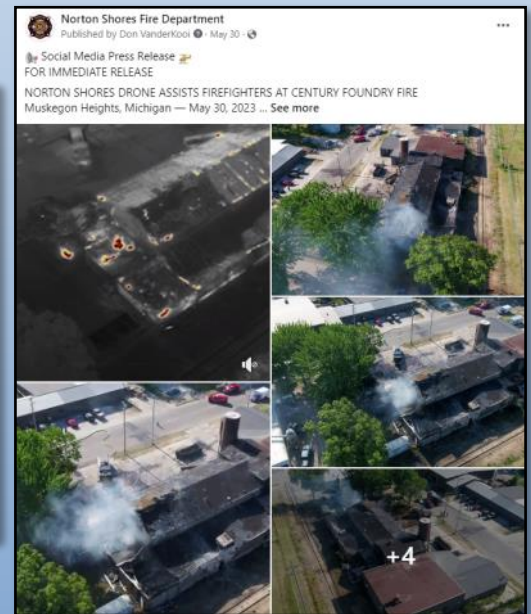 Norton Shores Fire Department
Published by Don VanderKooi · May 30 ·
Social Media Press Release
FOR IMMEDIATE RELEASE
NORTON SHORES DRONE ASSISTS FIREFIGHTERS AT CENTURY FOUNDRY FIRE
Muskegon Heights, Michigan — May 30, 2023 ... See more
+4